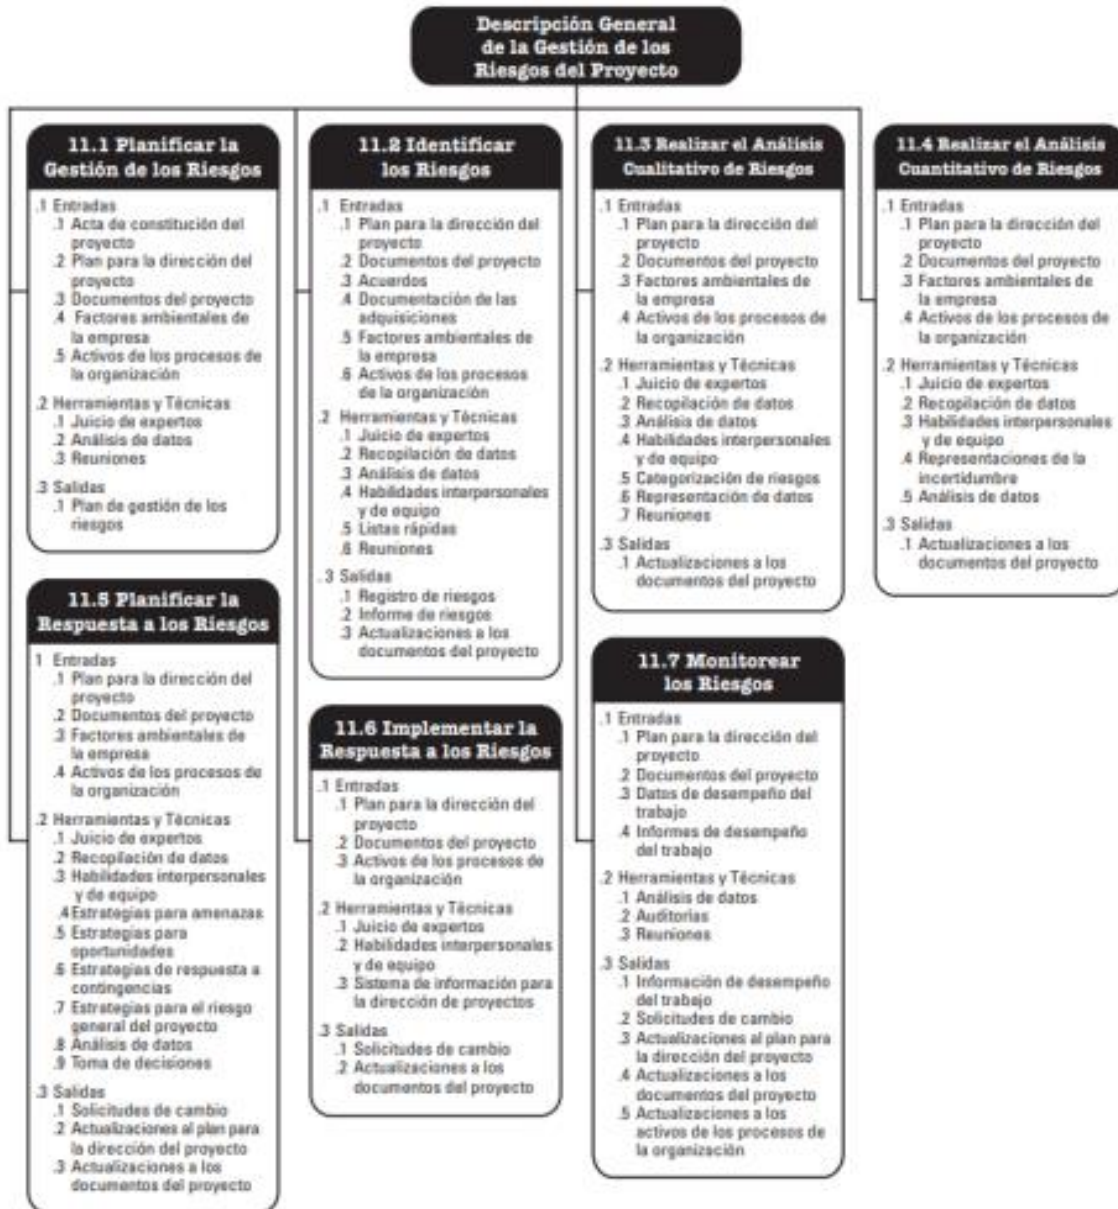 Descripción General
de la Gestión de los
Riesgos del Proyecto
11.1 Planificar la
Gestión de los Riesgos
.1 Entradas
.1 Acta de constitución del
proyecto
.2 Plan para la dirección del
proyecto
.3 Documentos del proyecto
.4 Factores ambientales de
la empresa
.5 Activos de los procesos de
la organización
.2 Herramientas y Técnicas
.1 Juicio de expertos
.2 Análisis de datos
.3 Reuniones
.3 Salidas
.1 Plan de gestión de los
riesgos
11.2 Identificar
los Riesgos
.1 Entradas
.1 Plan para la dirección del
proyecto
.2 Documentos del proyecto
.3 Acuerdos
.4 Documentación de las
adquisiciones
.5 Factores ambientales de
la empresa
.6 Activos de los procesos
de la organización
.2 Herramientas y Técnicas
.1 Juicio de expertos
.2 Recopilación de datos
.3 Análisis de datos
.4 Habilidades interpersonales
y de equipo
.5 Listas rápidas
.6 Reuniones
.3 Salidas
.1 Registro de riesgos
.2 Informe de riesgos
.3 Actualizaciones a los
documentos del proyecto
11.3 Realizar el Análisis
Cualitativo de Riesgos
.1 Entradas
.1 Plan para la dirección del
proyecto
.2 Documentos del proyecto
.3 Factores ambientales de
la empresa
.4 Activos de los procesos de
la organización
.2 Herramientas y Técnicas
.1 Juicio de expertos
.2 Recopilación de datos
.3 Análisis de datos
.4 Habilidades interpersonales
y de equipo
.5 Categorización de riesgos
.6 Representación de datos
.7 Reuniones
.3 Salidas
.1 Actualizaciones a los
documentos del proyecto
11.4 Realizar el Análisis
Cuantitativo de Riesgos
.1 Entradas
.1 Plan para la dirección del
proyecto
.2 Documentos del proyecto
.3 Factores ambientales de
la empresa
.4 Activos de los procesos de
la organización
.2 Herramientas y Técnicas
.1 Juicio de expertos
.2 Recopilación de datos
.3 Habilidades interpersonales
y de equipo
.4 Representaciones de la
incertidumbre
.5 Análisis de datos
.3 Salidas
.1 Actualizaciones a los
documentos del proyecto
11.5 Planificar la
Respuesta a los Riesgos
1 Entradas
.1 Plan para la dirección del
proyecto
.2 Documentos del proyecto
.3 Factores ambientales de
la empresa
.4 Activos de los procesos de
la organización
.2 Herramientas y Técnicas
.1 Juicio de expertos
.2 Recopilación de datos
.3 Habilidades interpersonales
y de equipo
.4 Estrategias para amenazas
.5 Estrategias para
oportunidades
.6 Estrategias de respuesta a
contingencias
.7 Estrategias para el riesgo
general del proyecto
.8 Análisis de datos
.9 Toma de decisiones
.3 Salidas
.1 Solicitudes de cambio
.2 Actualizaciones al plan para
la dirección del proyecto
.3 Actualizaciones a los
documentos del proyecto
11.6 Implementar la
Respuesta a los Riesgos
.1 Entradas
.1 Plan para la dirección del
proyecto
.2 Documentos del proyecto
.3 Activos de los procesos de
la organización
.2 Herramientas y Técnicas
.1 Juicio de expertos
.2 Habilidades interpersonales
y de equipo
.3 Sistema de información para
la dirección de proyectos
.3 Salidas
.1 Solicitudes de cambio
.2 Actualizaciones a los
documentos del proyecto
11.7 Monitorear
los Riesgos
.1 Entradas
.1 Plan para la dirección del
proyecto
.2 Documentos del proyecto
.3 Datos de desempeño del
trabajo
.4 Informes de desempeño
del trabajo
.2 Herramientas y Técnicas
.1 Análisis de datos
.2 Auditorías
.3 Reuniones
.3 Salidas
.1 Información de desempeño
del trabajo
.2 Solicitudes de cambio
.3 Actualizaciones al plan para
la dirección del proyecto
.4 Actualizaciones a los
documentos del proyecto
.5 Actualizaciones a los
activos de los procesos de
la organización